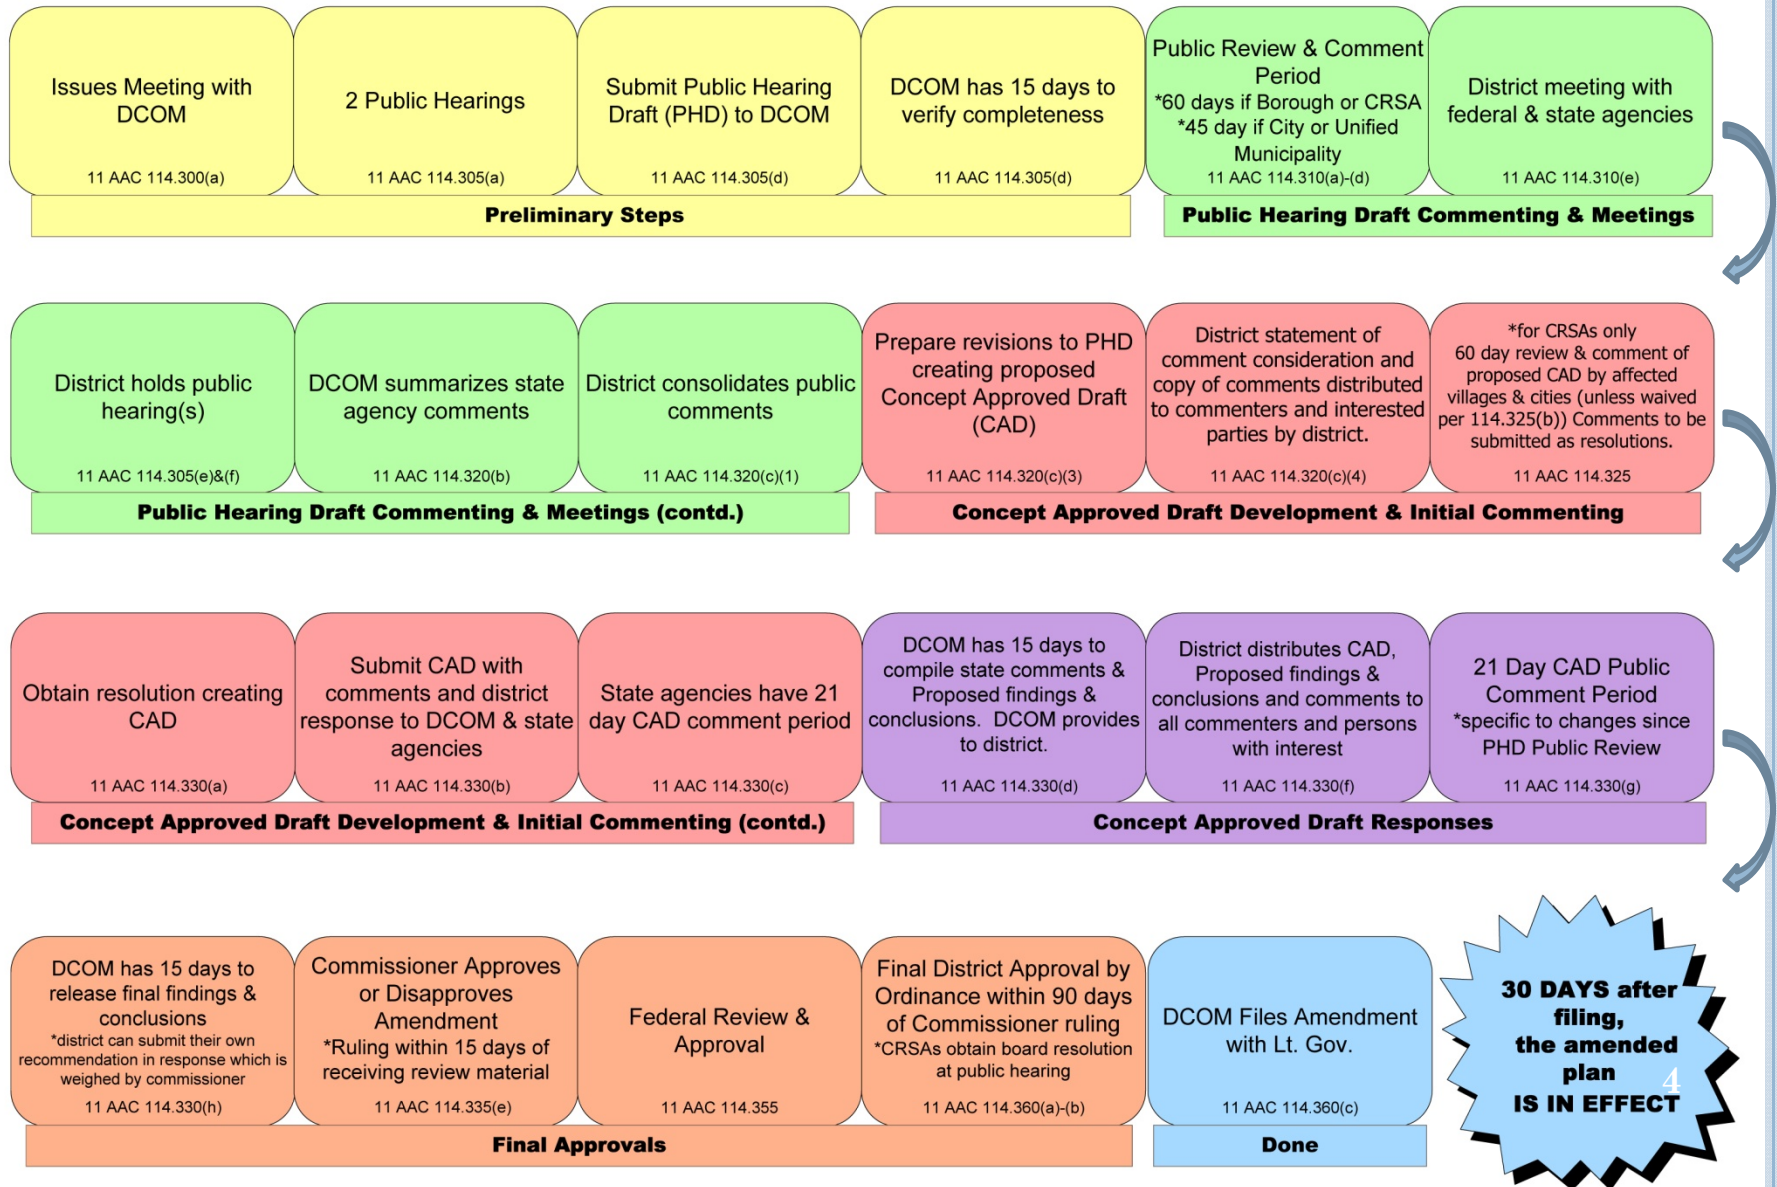 Issues Meeting with
DCOM
11 AAC 114.300(a)
2 Public Hearings
11 AAC 114.305(a)
Submit Public Hearing
Draft (PHD) to DCOM
11 AAC 114.305(d)
DCOM has 15 days to
verify completeness
11 AAC 114.305(d)
Preliminary Steps
Public Review & Comment
Period
*60 days if Borough or CRSA
*45 day if City or Unified
Municipality
11 AAC 114.310(a)-(d)
District meeting with
federal & state agencies
11 AAC 114.310(e)
Public Hearing Draft Commenting & Meetings
District holds public
hearing(s)
11 AAC 114.305(e)&(f)
DCOM summarizes state
agency comments
11 AAC 114.320(b)
District consolidates public
comments
11 AAC 114.320(c)(1)
Public Hearing Draft Commenting & Meetings (contd.)
Prepare revisions to PHD
creating proposed
Concept Approved Draft
(CAD)
11 AAC 114.320(c)(3)
District statement of
comment consideration and
copy of comments distributed
to commenters and interested
parties by district.
11 AAC 114.320(c)(4)
*for CRSAs only
60 day review & comment of
proposed CAD by affected
villages & cities (unless waived
per 114.325(b)) Comments to be
submitted as resolutions.
11 AAC 114.325
Concept Approved Draft Development & Initial Commenting
Obtain resolution creating
CAD
11 AAC 114.330(a)
Submit CAD with
comments and district
response to DCOM & state
agencies
11 AAC 114.330(b)
State agencies have 21
day CAD comment period
11 AAC 114.330(c)
Concept Approved Draft Development & Initial Commenting (contd.)
DCOM has 15 days to
compile state comments &
Proposed findings &
conclusions. DCOM provides
to district.
11 AAC 114.330(d)
District distributes CAD,
Proposed findings &
conclusions and comments to
all commenters and persons
with interest
11 AAC 114.330(f)
21 Day CAD Public
Comment Period
*specific to changes since
PHD Public Review
11 AAC 114.330(g)
Concept Approved Draft Responses
DCOM has 15 days to
release final findings &
conclusions
*district can submit their own
recommendation in response which is
weighed by commissioner
11 AAC 114.330(h)
Commissioner Approves
or Disapproves
Amendment
*Ruling within 15 days of
receiving review material
11 AAC 114.335(e)
Federal Review &
Approval
11 AAC 114.355
Final District Approval by
Ordinance within 90 days
of Commissioner ruling
*CRSAs obtain board resolution
at public hearing
11 AAC 114.360(a)-(b)
Final Approvals
DCOM Files Amendment
with Lt. Gov.
11 AAC 114.360(c)
Done
30 DAYS after
filing,
the amended
plan
IS IN EFFECT
4